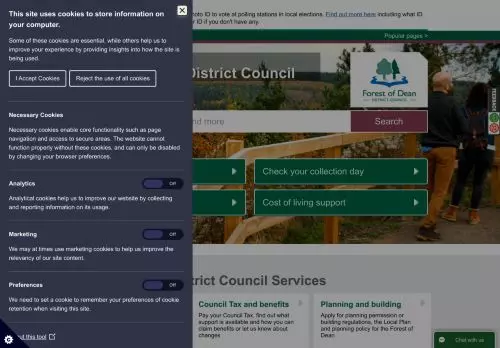 This site uses cookies to store information on
your computer.
Some of these cookies are essential, while others help us to
improve your experience by providing insights into how the site is
being used.
I Accept Cookies
Reject the use of all cookies
Necessary Cookies
Necessary cookies enable core functionality such as page
navigation and access to secure areas. The website cannot
function properly without these cookies, and can only be disabled
by changing your browser preferences.
Analytics
Off
Analytical cookies help us to improve our website by collecting
and reporting information on its usage.
Marketing
Off
We may at times use marketing cookies to help us improve the
relevancy of our site content.
Preferences
Off
We need to set a cookie to remember your preferences of cookie
retention when visiting this site.
this tool
oto ID to vote at polling stations in local elections. Find out more here including what ID
ID if you don't have any.
Popular pages >
District Council
Forest of Dean
DISTRICT COUNCIL
FEEDBACK
nd more
Search
Check your collection day
Cost of living support
trict Council Services
Council Tax and benefits
Pay your Council Tax, find out what
support is available and how you can
claim benefits or let us know about
changes
Planning and building
Apply for planning permission or
building regulations, the Local Plan
and planning policy for the Forest of
Dean
Chat with us